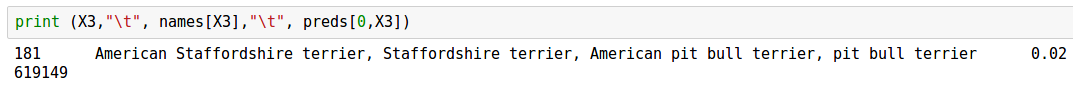 print (X3,"\t", names[X3],"\t", preds[0,X3])
181 American Staffordshire terrier, Staffordshire terrier, American pit bull terrier, pit bull terrier 0.02
619149